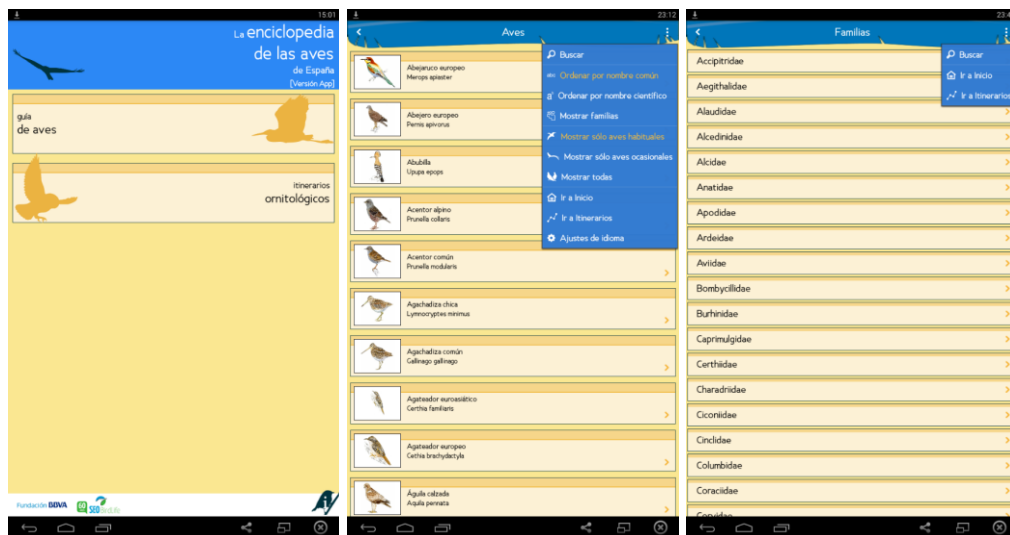 15:01
La enciclopedia
de las aves
de España
[Versión App]
guía
de aves
itinerarios
ornitológicos
Fundación BBVA
SEO
23:12
Aves
Abejaruco europeo
Merops apiaster
Abejero europeo
Pernis apivorus
Abubilla
Upupa epops
Acentor alpino
Prunella collaris
Acentor común
Prunella modularis
Agachadiza chica
Lymnocryptes minimus
Agachadiza común
Gallinago gallinago
Agateador euroasiático
Certhia familiaris
Agateador europeo
Cethia brachydactyla
Águila calzada
Aquila pennata
Buscar
abc Ordenar por nombre común
Ordenar por nombre científico
Mostrar familias
Mostrar sólo aves habituales
Mostrar sólo aves ocasionales
Mostrar todas
Ir a Inicio
Ir a Itinerarios
Ajustes de idioma
23:4
Familias
Buscar
Ir a Inicio
Ir a Itinerarios
Accipitridae
Aegithalidae
Alaudidae
Alcedinidae
Alcidae
Anatidae
Apodidae
Ardeidae
Aviidae
Bombycillidae
Burhinidae
Caprimulgidae
Certhiidae
Charadriidae
Ciconiidae
Cinclidae
Columbidae
Coraciidae
Corvidae